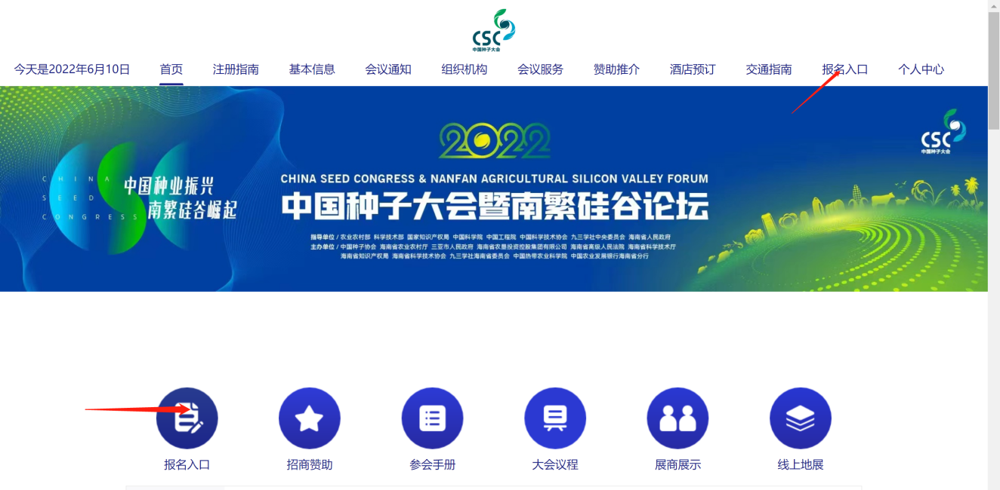 CSC
中国种子大会
今天是2022年6月10日 首页 注册指南 基本信息 会议通知 组织机构 会议服务 赞助推介 酒店预订 交通指南 报名入口 个人中心
2022
CSC
中国种子大会
CHINA
SEED
CONGRESS
中国种业振兴
南繁硅谷崛起
CHINA SEED CONGRESS & NANFAN AGRICULTURAL SILICON VALLEY FORUM
中国种子大会暨南繁硅谷论坛
指导单位 / 农业农村部 科学技术部 国家知识产权局 中国科学院 中国工程院 中国科学技术协会 九三学社中央委员会 海南省人民政府
主办单位 / 中国种子协会 海南省农业农村厅 三亚市人民政府 海南省农垦投资控股集团有限公司 海南省高级人民法院 海南省科学技术厅
海南省知识产权局 海南省科学技术协会 九三学社海南省委员会 中国热带农业科学院 中国农业发展银行海南省分行
报名入口 招商赞助 参会手册 大会议程 展商展示 线上地展